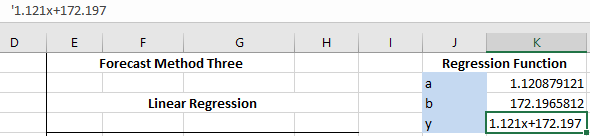 '1.121x+172.197
D E F G H I J K
Forecast Method Three Regression Function
a 1.120879121
Linear Regression b 172.1965812
y 1.121x+172.197